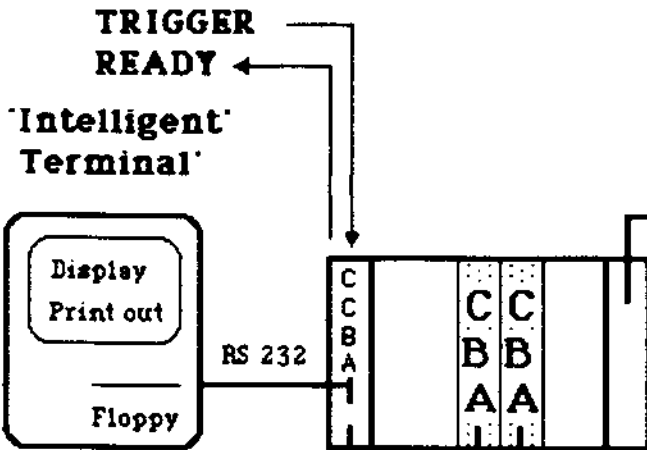 TRIGGER
READY
"Intelligent"
Terminal'
Display
Print out
Floppy
RS 232
C
C
B
A
C
B
A
C
B
A